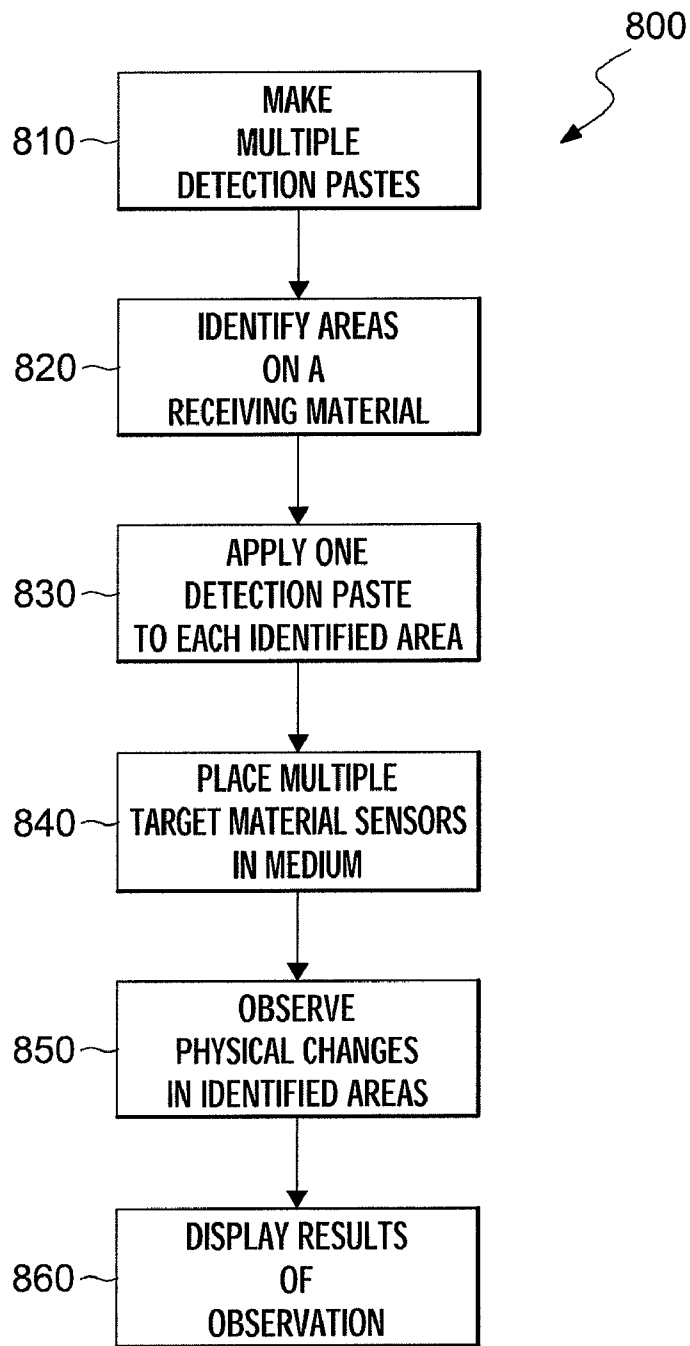 800
810
MAKE
MULTIPLE
DETECTION PASTES
820
IDENTIFY AREAS
ON A
RECEIVING MATERIAL
830
APPLY ONE
DETECTION PASTE
TO EACH IDENTIFIED AREA
840
PLACE MULTIPLE
TARGET MATERIAL SENSORS
IN MEDIUM
850
OBSERVE
PHYSICAL CHANGES
IN IDENTIFIED AREAS
860
DISPLAY RESULTS
OF
OBSERVATION